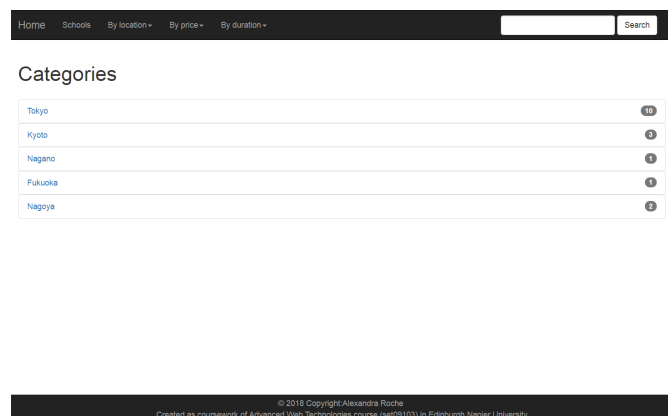 Home Schools By location By price By duration Search
Categories
Tokyo 10
Kyoto 3
Nagano 1
Fukuoka 1
Nagoya 2
© 2018 Copyright:Alexandra Roche
Created as coursework of Advanced Web Technologies course (set09103) in Edinburgh Napier University